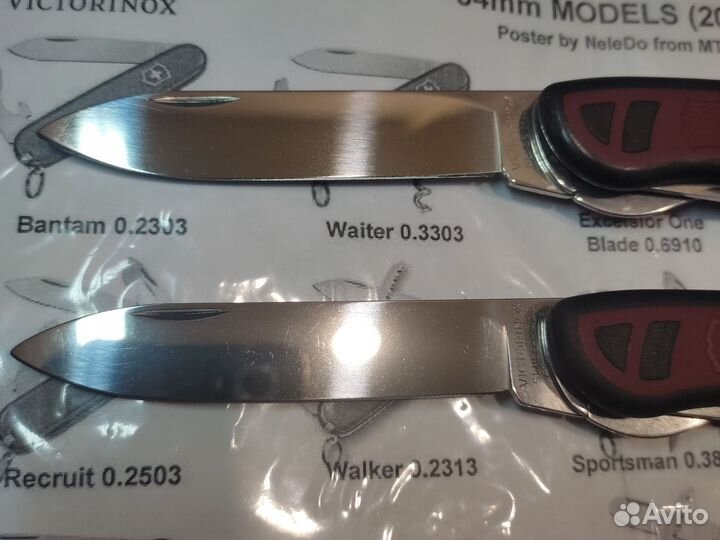 VICTORINOX
84mm MODELS (20
Poster by NeleDo from MT
Bantam 0.2303
Waiter 0.3303
Excelsior One
Blade 0.6910
VICTORINOX
Recruit 0.2503
Walker 0.2313
Sportsman 0.38
Avito